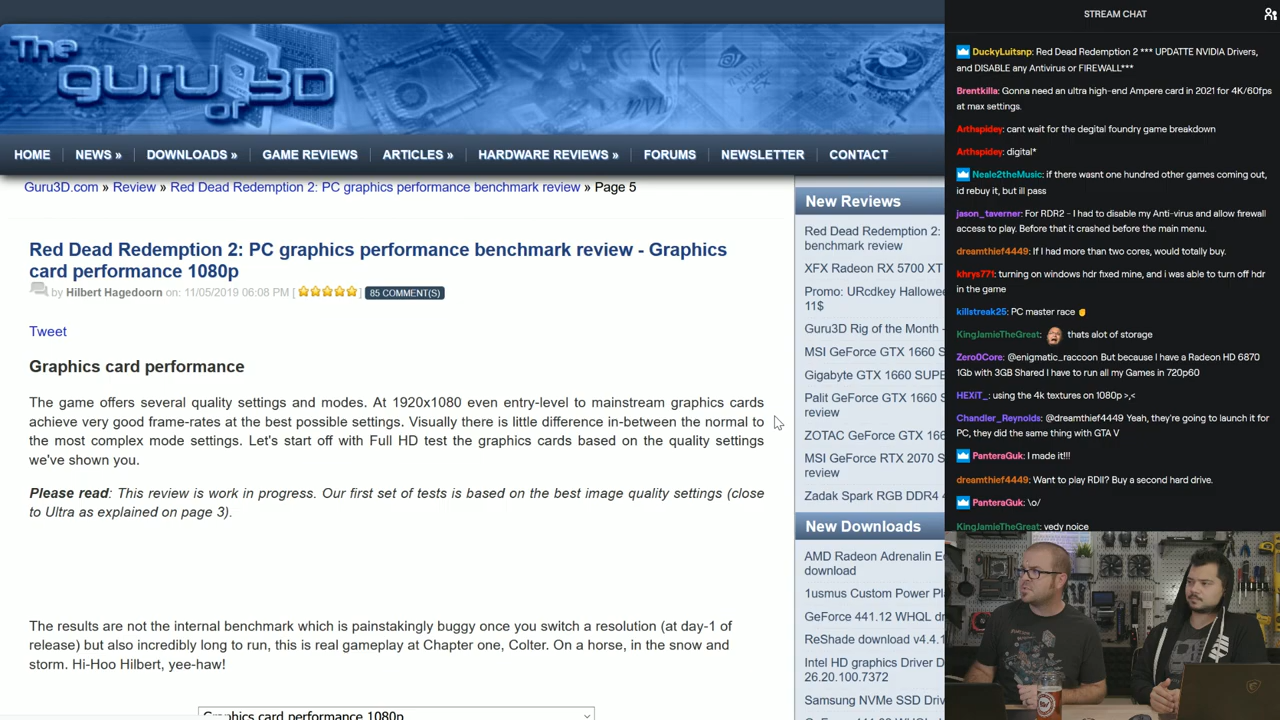 The
guru of 3D
HOME
NEWS »
DOWNLOADS »
GAME REVIEWS
ARTICLES »
HARDWARE REVIEWS »
FORUMS
NEWSLETTER
CONTACT
Guru3D.com » Review » Red Dead Redemption 2: PC graphics performance benchmark review » Page 5
Red Dead Redemption 2: PC graphics performance benchmark review - Graphics
card performance 1080p
by Hilbert Hagedoorn on: 11/05/2019 06:08 PM [ ] 85 COMMENT(S)
Tweet
Graphics card performance
The game offers several quality settings and modes. At 1920x1080 even entry-level to mainstream graphics cards
achieve very good frame-rates at the best possible settings. Visually there is little difference in-between the normal to
the most complex mode settings. Let's start off with Full HD test the graphics cards based on the quality settings
we've shown you.
Please read: This review is work in progress. Our first set of tests is based on the best image quality settings (close
to Ultra as explained on page 3).
The results are not the internal benchmark which is painstakingly buggy once you switch a resolution (at day-1 of
release) but also incredibly long to run, this is real gameplay at Chapter one, Colter. On a horse, in the snow and
storm. Hi-Hoo Hilbert, yee-haw!
Graphics card performance 1080p
New Reviews
Red Dead Redemption 2:
benchmark review
XFX Radeon RX 5700 XT
Promo: URcdkey Hallowe
11$
Guru3D Rig of the Month -
MSI GeForce GTX 1660 S
Gigabyte GTX 1660 SUPE
Palit GeForce GTX 1660
review
ZOTAC GeForce GTX 166
MSI GeForce RTX 2070 S
review
Zadak Spark RGB DDR4
New Downloads
AMD Radeon Adrenalin E
download
1usmus Custom Power Pl
GeForce 441.12 WHQL dr
ReShade download v4.4.
Intel HD graphics Driver D
26.20.100.7372
Samsung NVMe SSD Driv
STREAM CHAT
DuckyLuitsnp: Red Dead Redemption 2 *** UPDATTE NVIDIA Drivers,
and DISABLE any Antivirus or FIREWALL***
Brentkilla: Gonna need an ultra high-end Ampere card in 2021 for 4K/60fps
at max settings.
Arthspidey: cant wait for the degital foundry game breakdown
Arthspidey: digital*
Neale2theMusic: if there wasnt one hundred other games coming out,
id rebuy it, but ill pass
jason_taverner: For RDR2 - I had to disable my Anti-virus and allow firewall
access to play. Before that it crashed before the main menu.
dreamthief4449: If I had more than two cores, would totally buy.
khrys771: turning on windows hdr fixed mine, and i was able to turn off hdr
in the game
killstreak25: PC master race ✊
KingJamieTheGreat: thats alot of storage
Zero0Core: @enigmatic_raccoon But because I have a Radeon HD 6870
1Gb with 3GB Shared I have to run all my Games in 720p60
HEXiT_: using the 4k textures on 1080p >,<
Chandler_Reynolds: @dreamthief4449 Yeah, they're going to launch it for
PC, they did the same thing with GTA V
PanteraGuk: I made it!!!
dreamthief4449: Want to play RDII? Buy a second hard drive.
PanteraGuk: \o/
KingJamieTheGreat: vedy noice